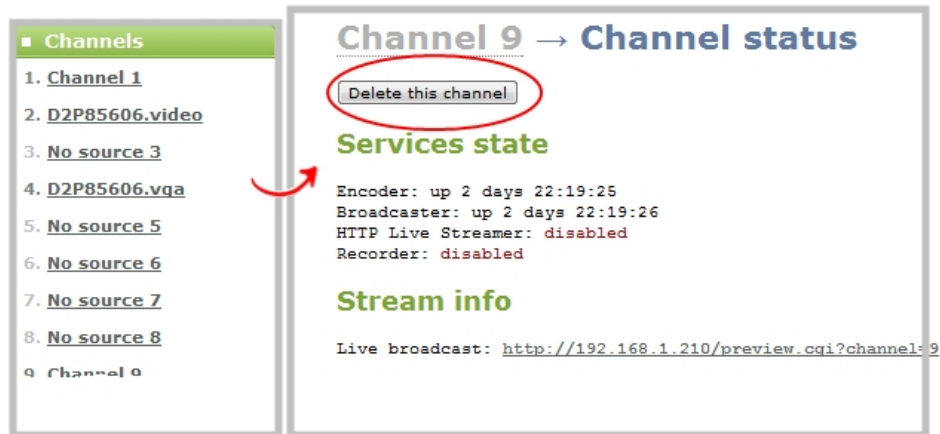 Channels
1. Channel 1
2. D2P85606.video
3. No source 3
4. D2P85606.vga
5. No source 5
6. No source 6
7. No source 7
8. No source 8
9. Channel 9
Channel 9 → Channel status
Delete this channel
Services state
Encoder: up 2 days 22:19:25
Broadcaster: up 2 days 22:19:26
HTTP Live Streamer: disabled
Recorder: disabled
Stream info
Live broadcast: http://192.168.1.210/preview.cgi?channel=9